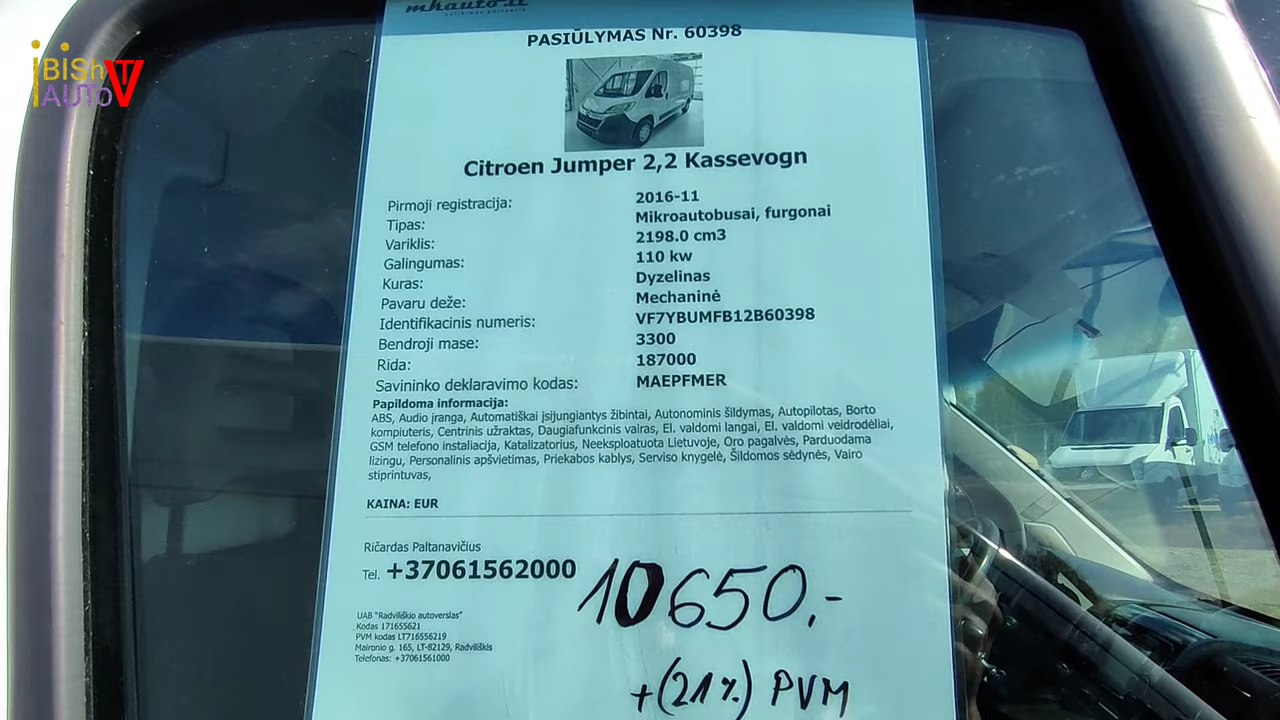 mkauto.lt
PASIŪLYMAS Nr. 60398
iBiSh
AUTO TV
Citroen Jumper 2,2 Kassevogn
Pirmoji registracija: 2016-11
Tipas: Mikroautobusai, furgonai
Variklis: 2198.0 cm3
Galingumas: 110 kw
Kuras: Dyzelinas
Pavaru deže: Mechaninė
Identifikacinis numeris: VF7YBUMFB12B60398
Bendroji mase: 3300
Rida: 187000
Savininko deklaravimo kodas: MAEPFMER
Papildoma informacija:
ABS, Audio įranga, Automatiškai įsijungiantys žibintai, Autonominis šildymas, Autopilotas, Borto
kompiuteris, Centrinis užraktas, Daugiafunkcinis vairas, El. valdomi langai, El. valdomi veidrodėliai,
GSM telefono instaliacija, Katalizatorius, Neeksploatuota Lietuvoje, Oro pagalvės, Parduodama
lizingu, Personalinis apšvietimas, Priekabos kablys, Serviso knygelė, Šildomos sėdynės, Vairo
stiprintuvas,
KAINA: EUR
Ričardas Paltanavičius
Tel. +37061562000
10650,-
UAB "Radviliškio autoverslas"
Kodas 171655621
PVM kodas LT716556219
Maironio g. 165, LT-82129, Radviliškis
Telefonas: +37061561000
+(21%) PVM